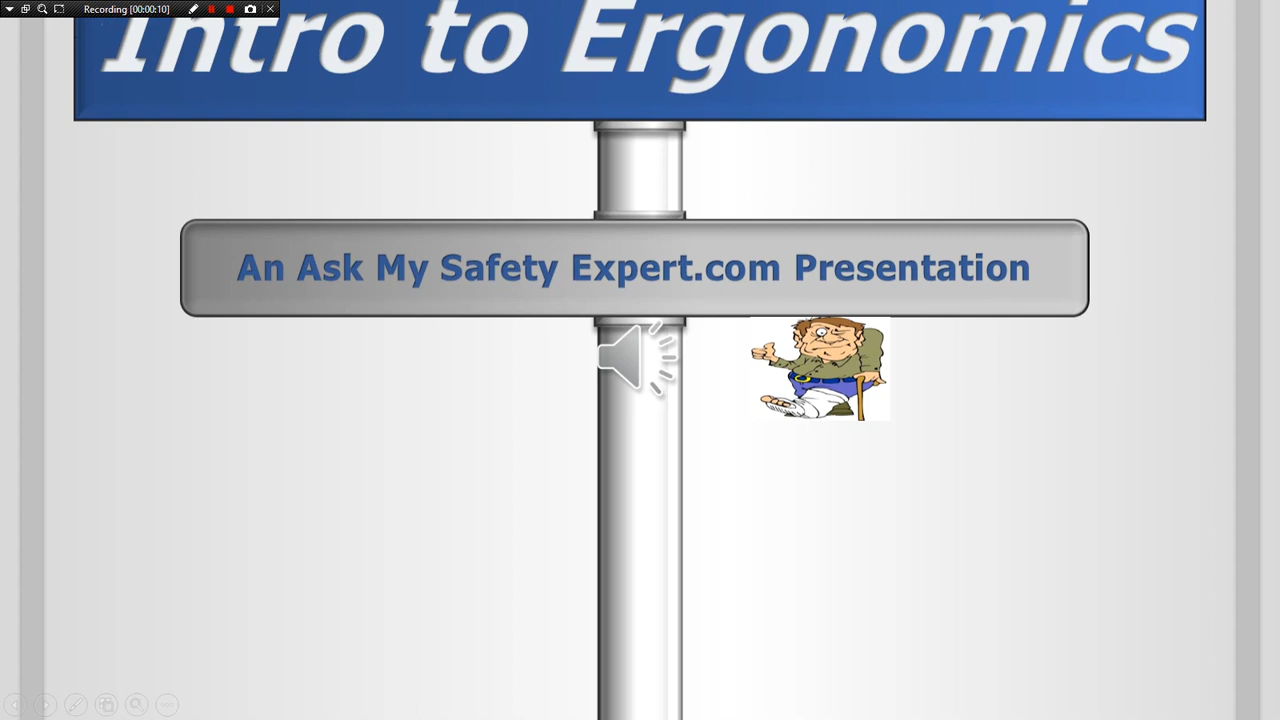 Recording [00:00:10]
Intro to Ergonomics
An Ask My Safety Expert.com Presentation